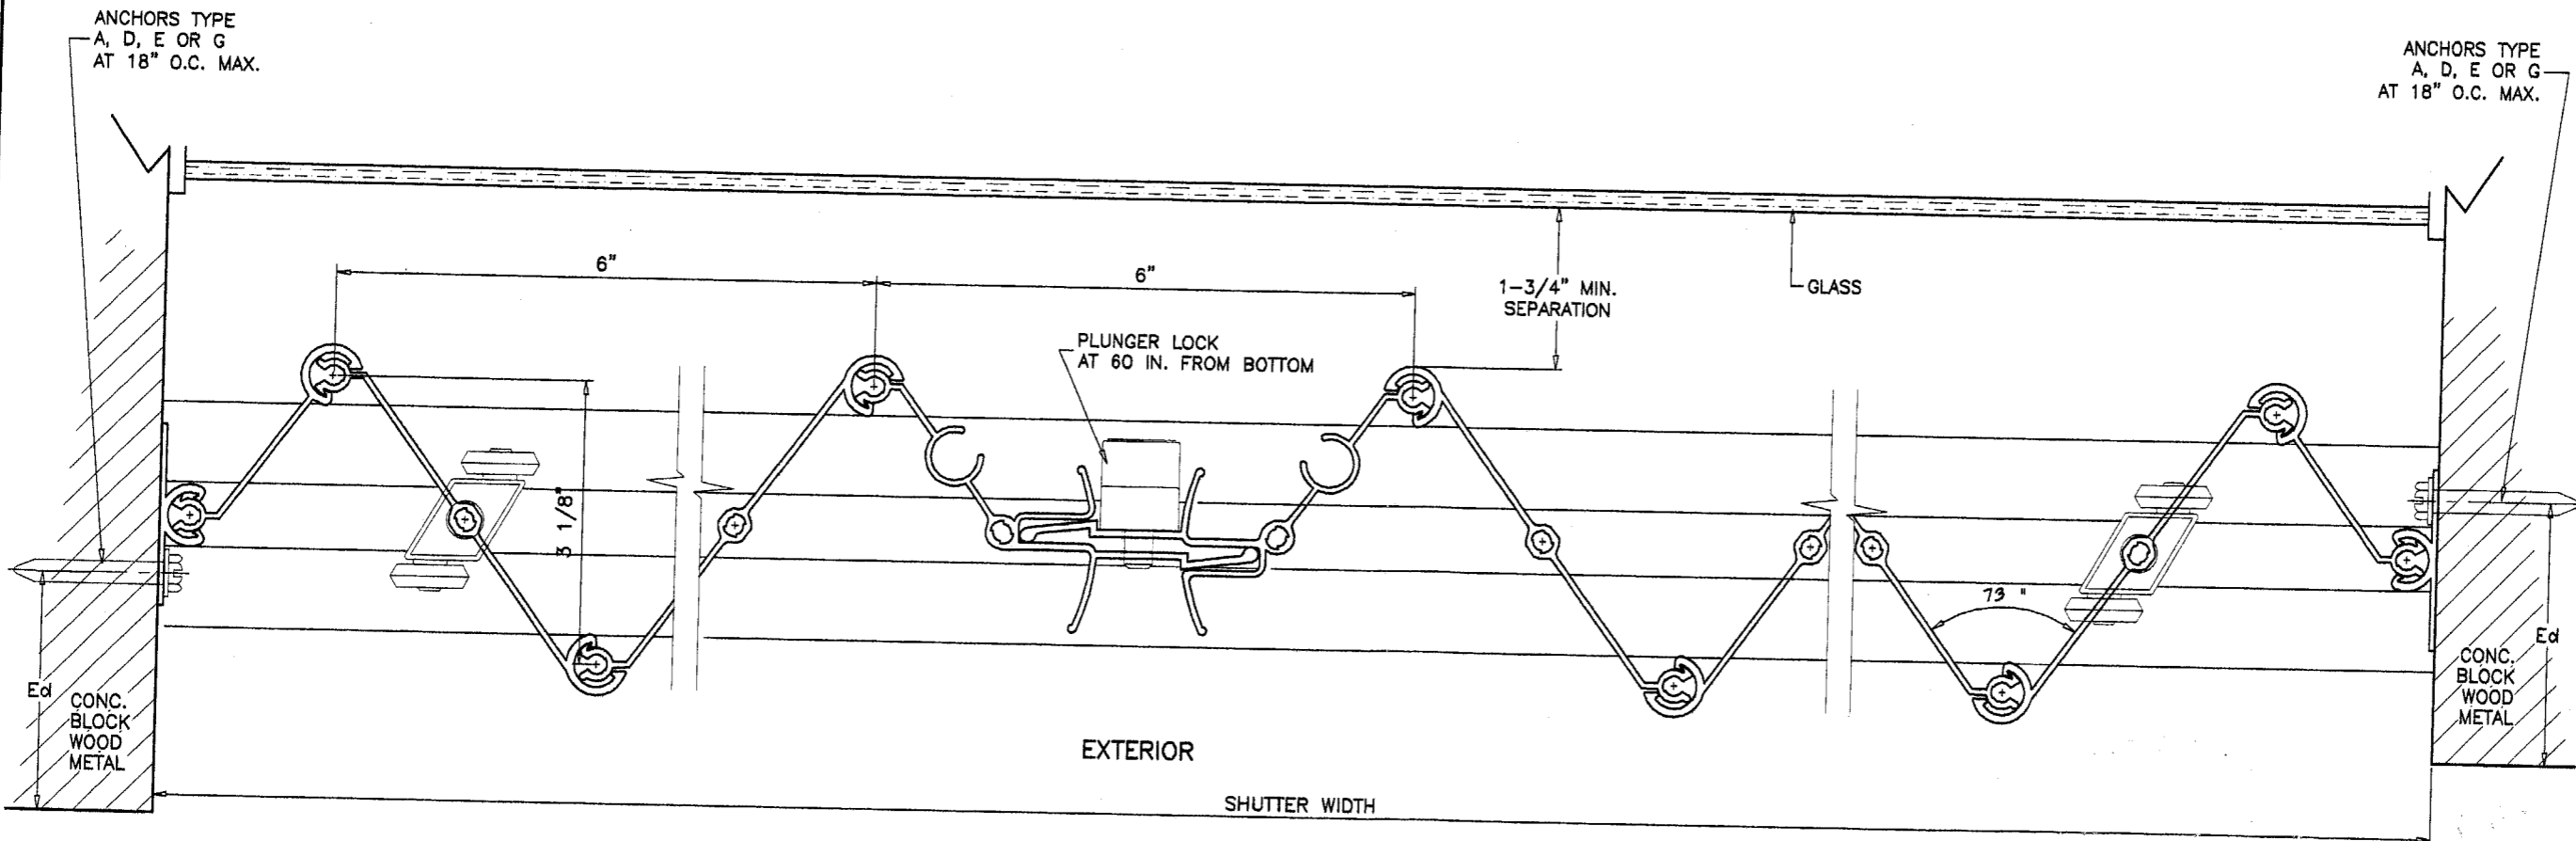 ANCHORS TYPE
A, D, E OR G
AT 18" O.C. MAX.
ANCHORS TYPE
A, D, E OR G
AT 18" O.C. MAX.
6"
6"
1-3/4" MIN.
SEPARATION
GLASS
PLUNGER LOCK
AT 60 IN. FROM BOTTOM
3 1/8"
73 "
Ed
CONC.
BLOCK
WOOD
METAL
Ed
CONC.
BLOCK
WOOD
METAL
EXTERIOR
SHUTTER WIDTH